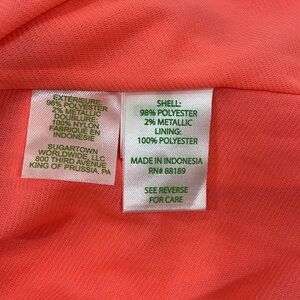 EXTERIEURE:
98% POLYESTER
2% METALLIC
DOUBLURE:
100% NYLON
FABRIQUE EN
INDONESIE
SUGARTOWN
WORLDWIDE, LLC
800 THIRD AVENUE
KING OF PRUSSIA, PA
SHELL:
98% POLYESTER
2% METALLIC
LINING:
100% POLYESTER
MADE IN INDONESIA
RN# 88189
SEE REVERSE
FOR CARE